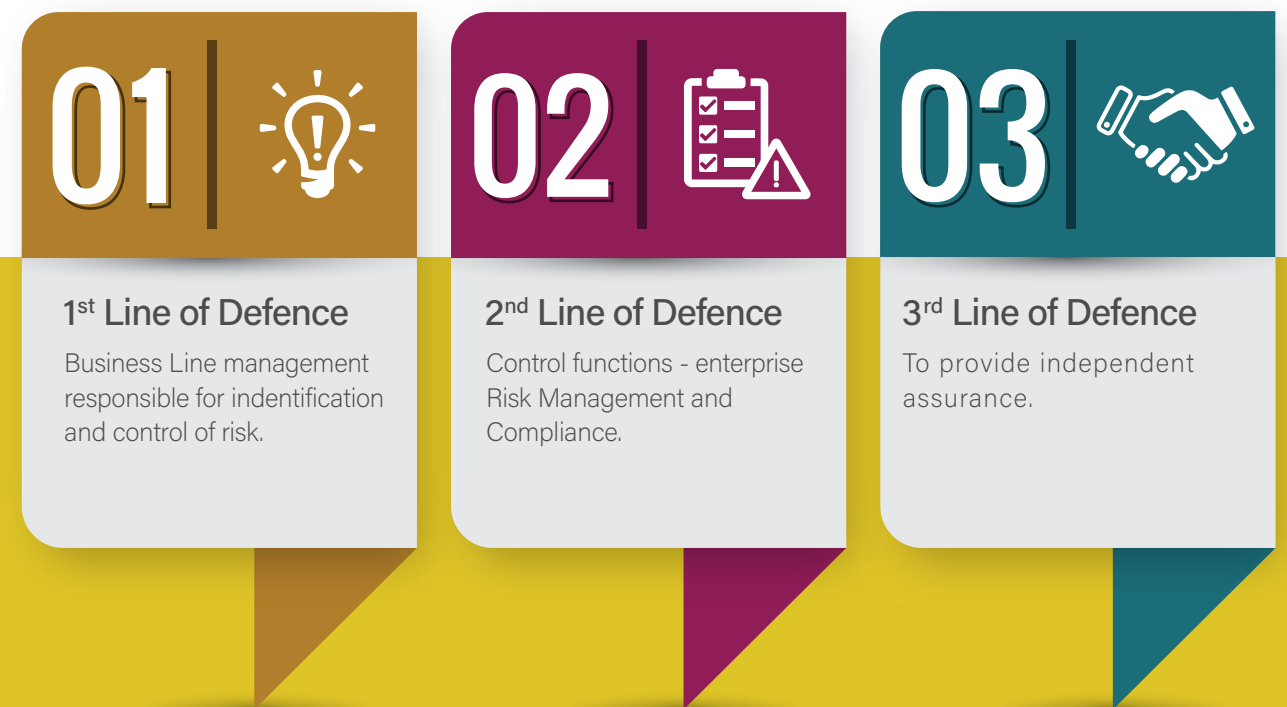 01
1st Line of Defence
Business Line management
responsible for indentification
and control of risk.
02
2nd Line of Defence
Control functions - enterprise
Risk Management and
Compliance.
03
3rd Line of Defence
To provide independent
assurance.